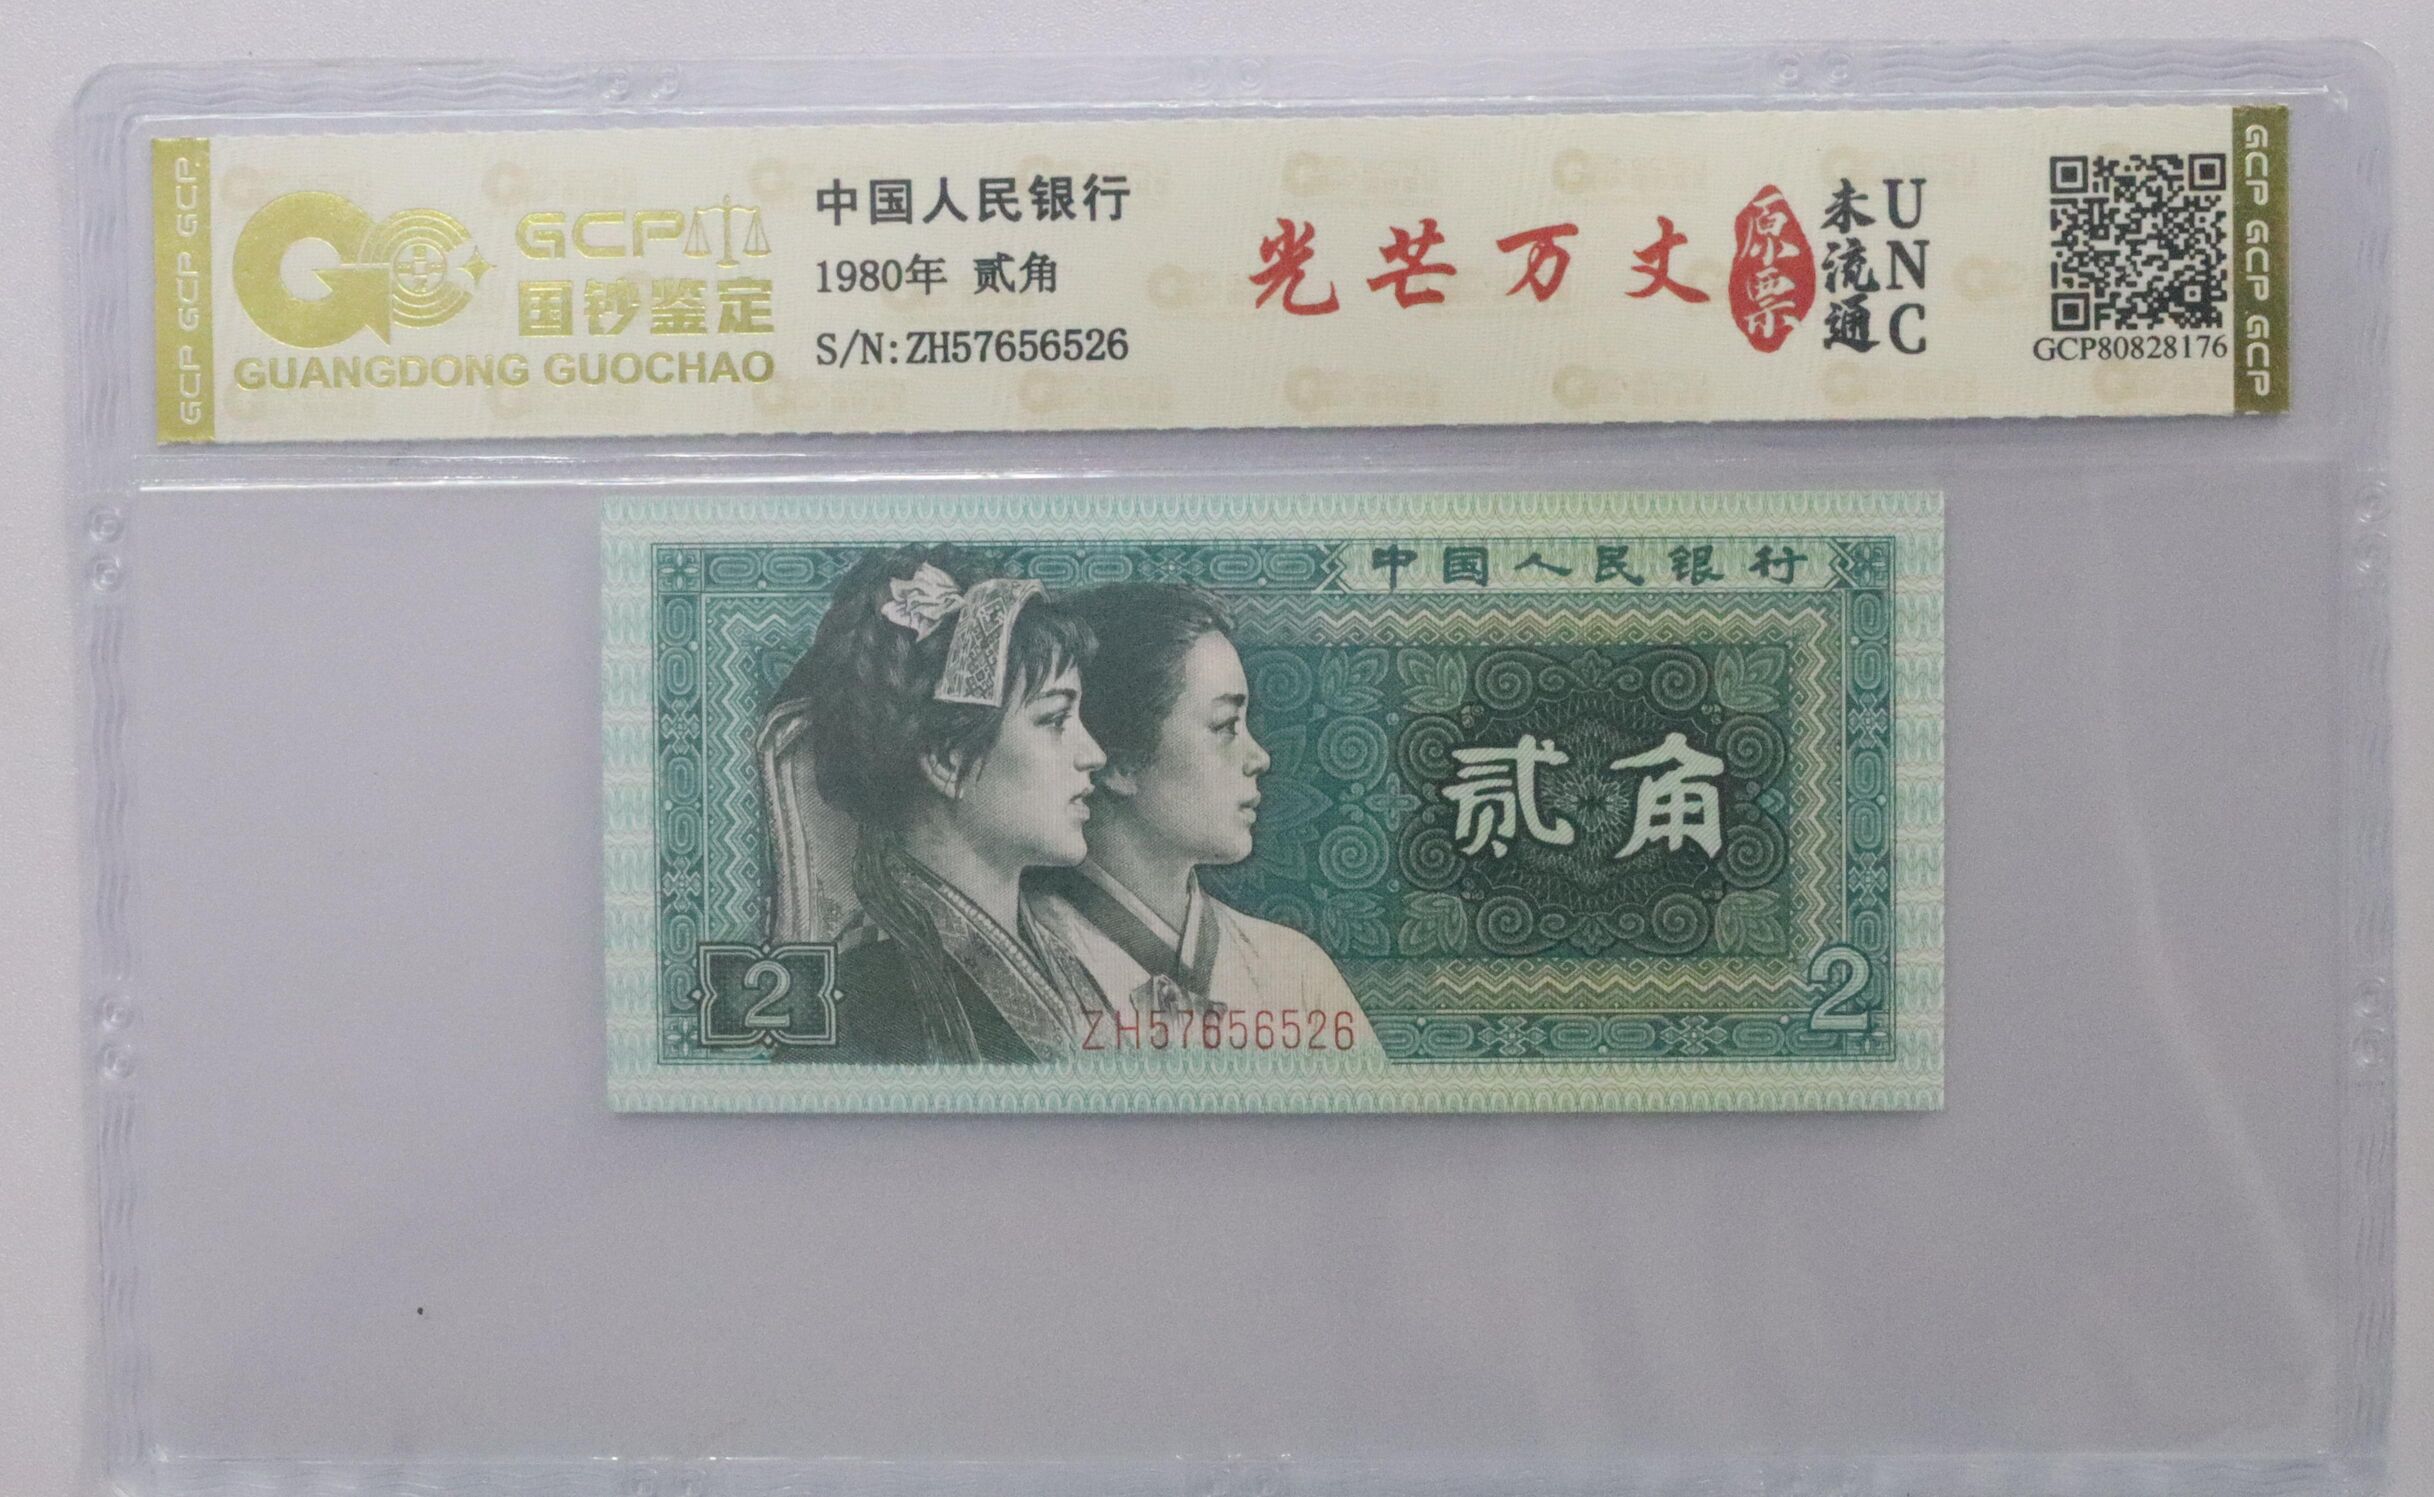 GCP GCP GCP
GCP
国钞鉴定
GUANGDONG GUOCHAO
中国人民银行
1980年 贰角
S/N:ZH57656526
光芒万丈
原票
未流通
UNC
GCP80828176
GCP GCP GCP
中国人民银行
贰角
2
2
ZH57656526